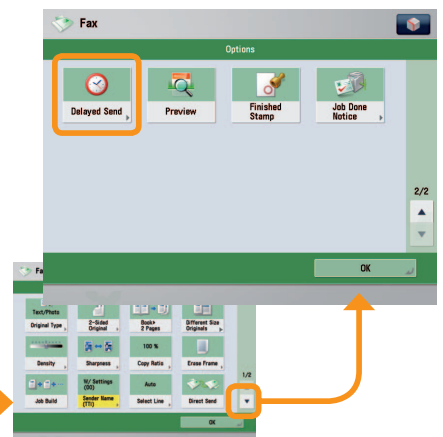 Fax
Options
Delayed Send
Preview
Finished
Stamp
Job Done
Notice
2/2
OK
Fa
Text/Photo
Original Type
2-Sided
Original
Book►
2 Pages
Different Size
Originals
Density
Sharpness
100 %
Copy Ratio
Erase Frame
1/2
Job Build
W/ Settings
(00)
Sender Name
(TTI)
Auto
Select Line
Direct Send
OK